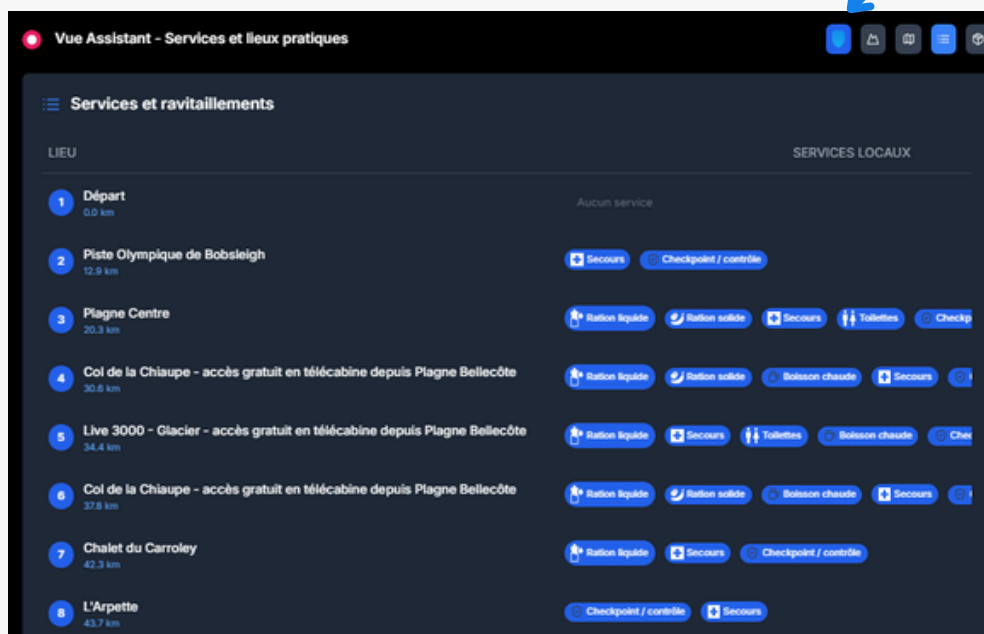 Vue Assistant - Services et lieux pratiques
Services et ravitaillements
LIEU SERVICES LOCAUX
1 Départ Aucun service
0.0 km
2 Piste Olympique de Bobsleigh Secours Checkpoint / contrôle
12.9 km
3 Plagne Centre Ration liquide Ration solide Secours Toilettes Checkp
20.3 km
4 Col de la Chiaupe - accès gratuit en télécabine depuis Plagne Bellecôte Ration liquide Ration solide Boisson chaude Secours
30.6 km
5 Live 3000 - Glacier - accès gratuit en télécabine depuis Plagne Bellecôte Ration liquide Secours Toilettes Boisson chaude Chec
34.4 km
6 Col de la Chiaupe - accès gratuit en télécabine depuis Plagne Bellecôte Ration liquide Ration solide Boisson chaude Secours
37.8 km
7 Chalet du Carroley Ration liquide Secours Checkpoint / contrôle
42.3 km
8 L'Arpette Checkpoint / contrôle Secours
43.7 km